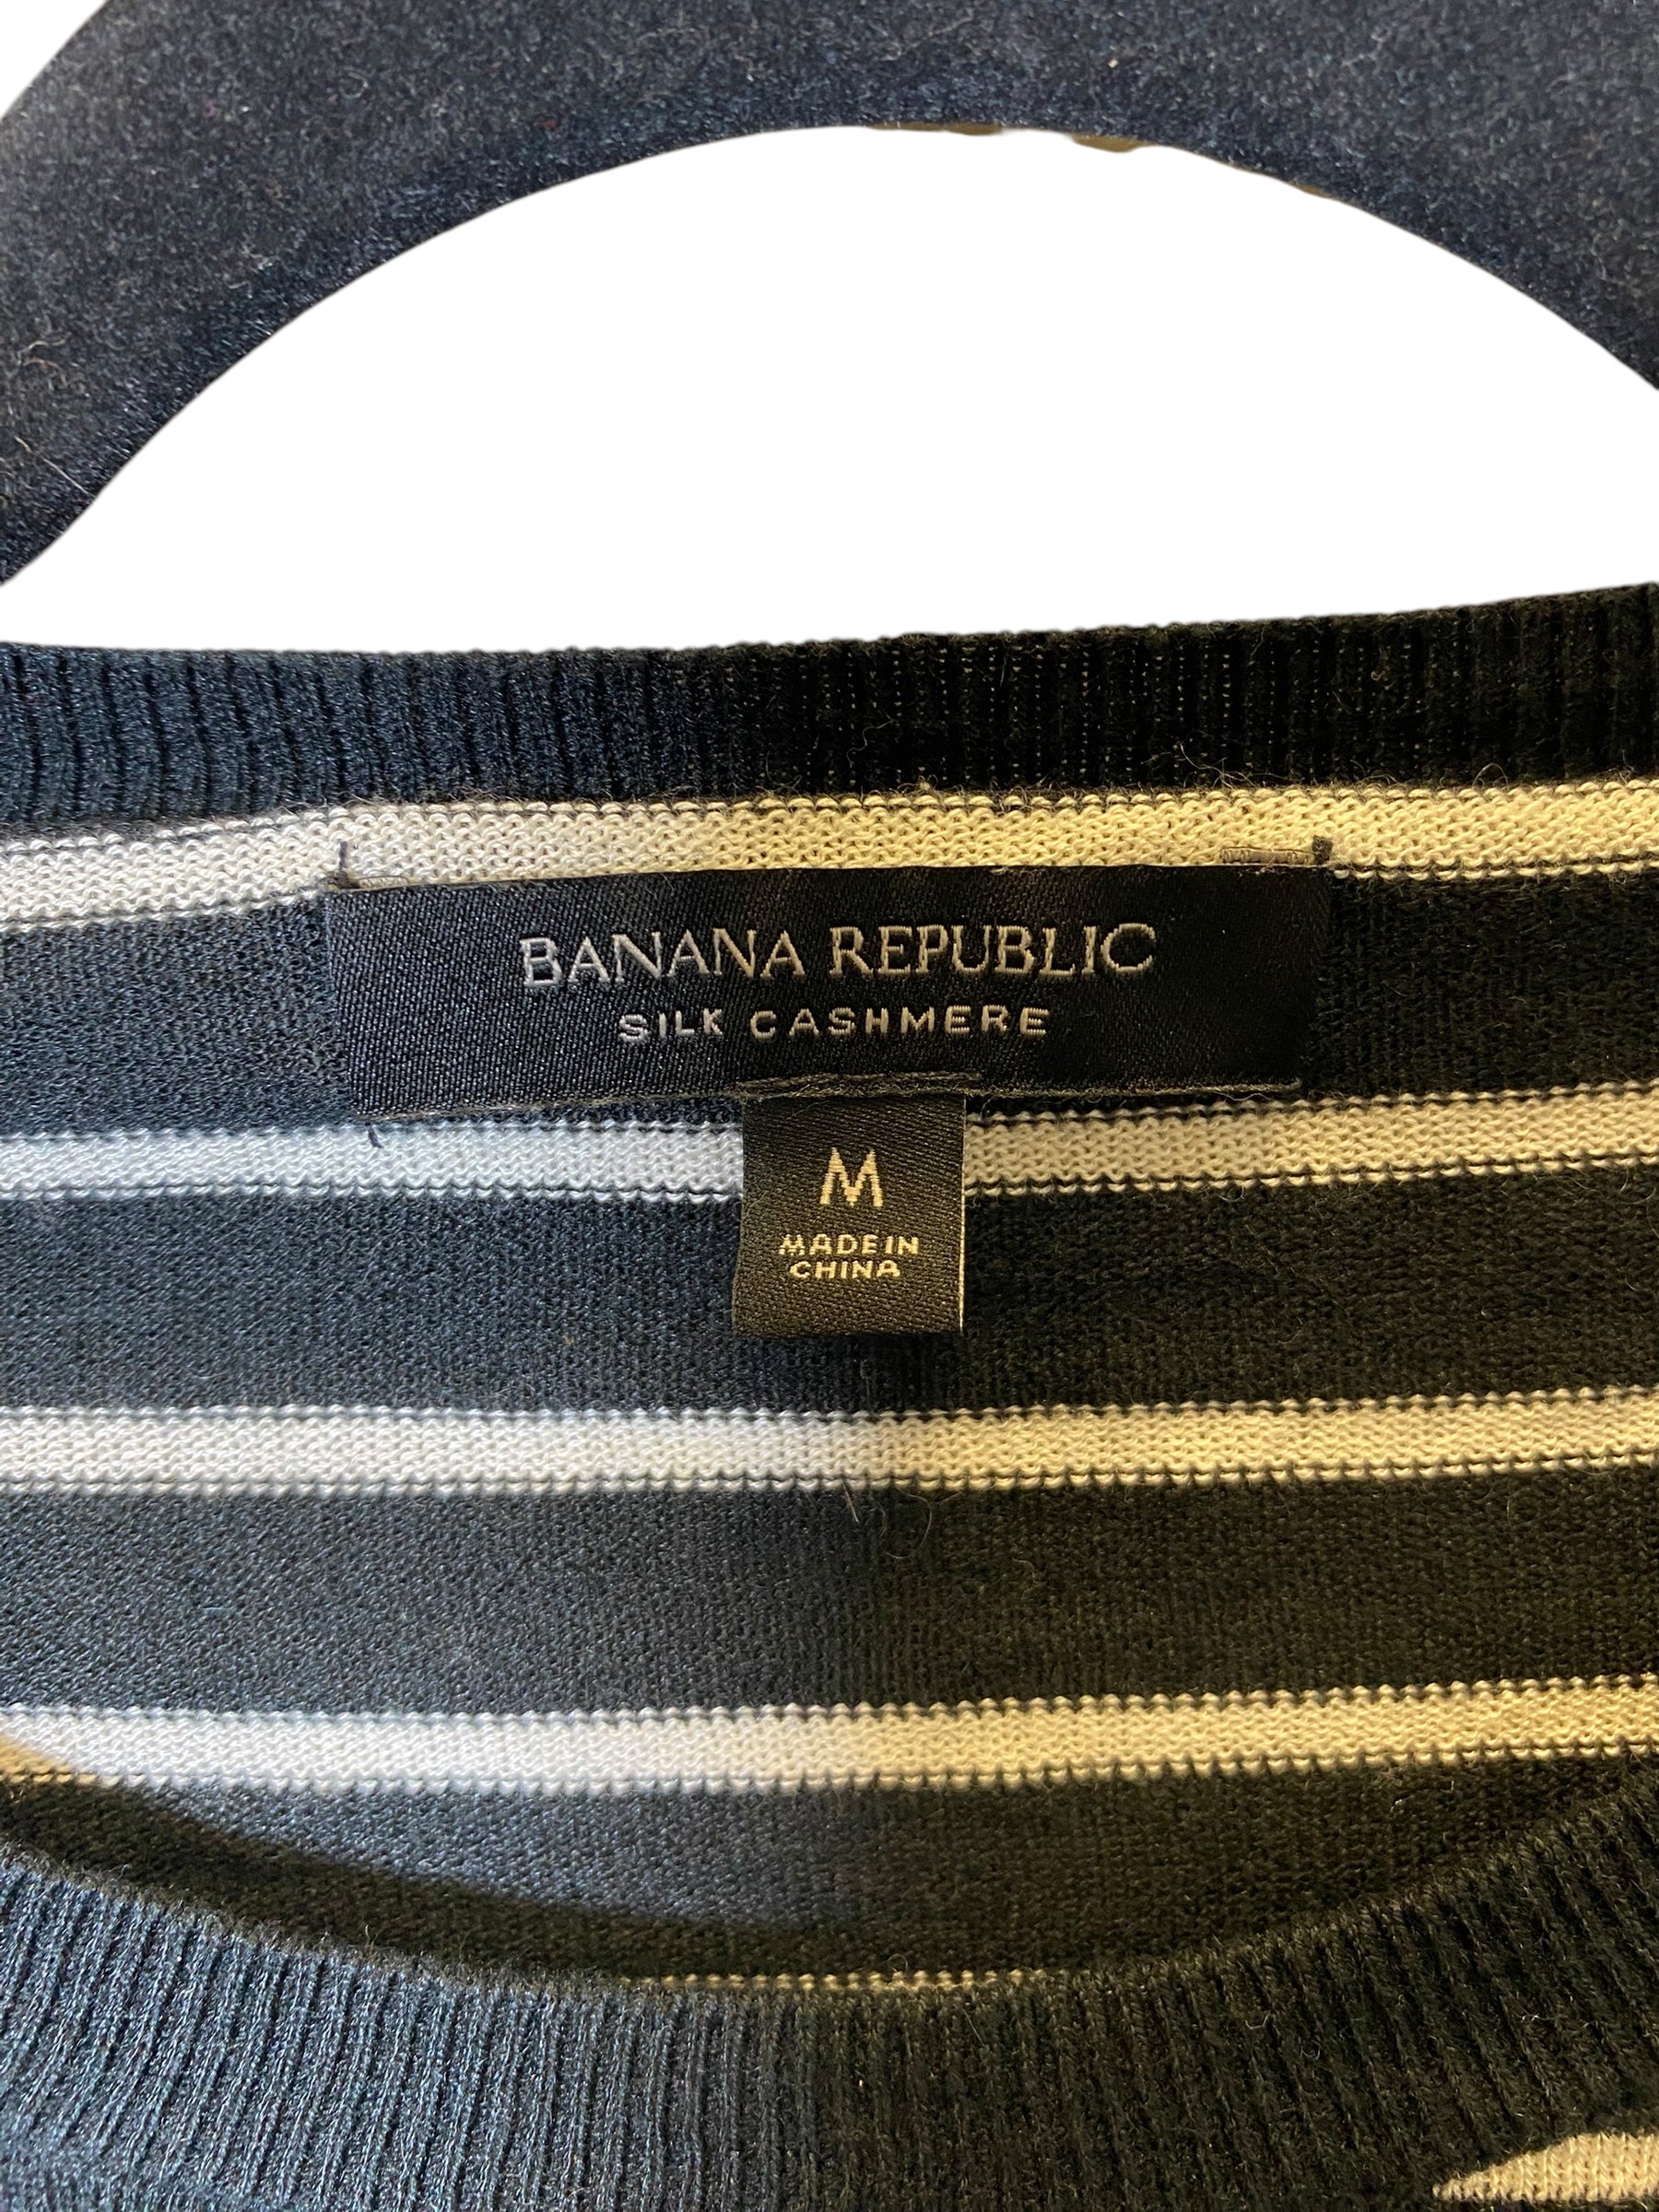 BANANA REPUBLIC
SILK CASHMERE
M
MADE IN
CHINA